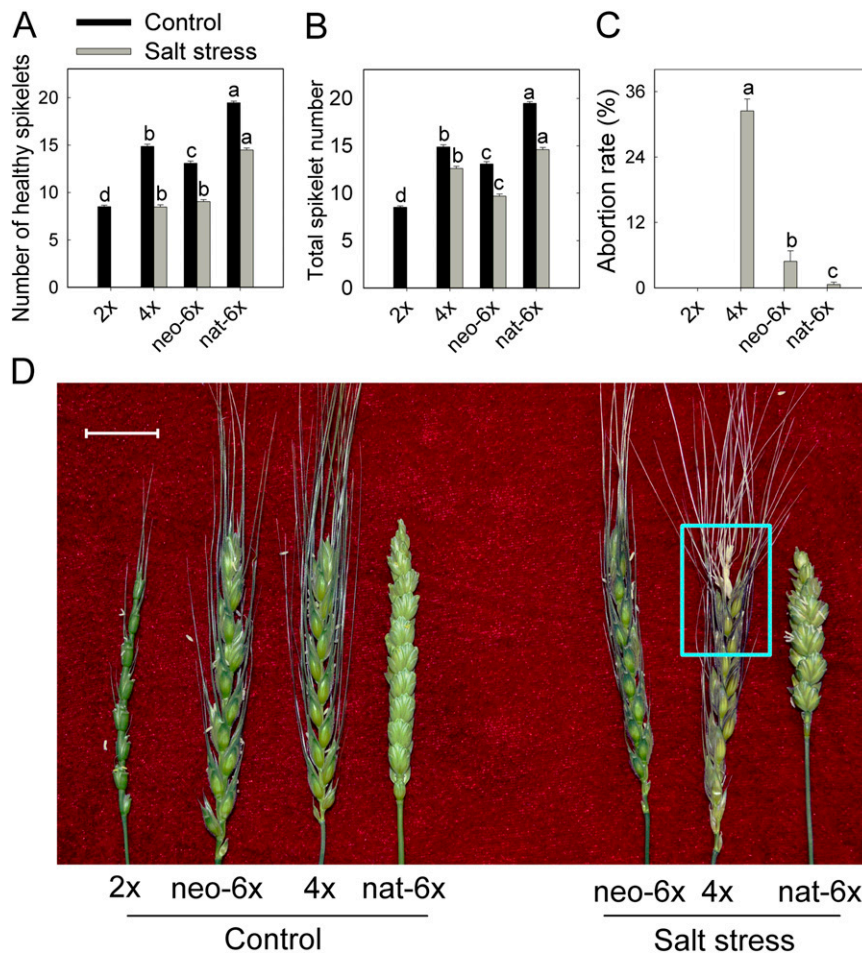 A
Control
Salt stress
B
C
Number of healthy spikelets
20
15
10
5
0
d
b
b
c
b
a
a
2x
4x
neo-6x
nat-6x
Total spikelet number
20
15
10
5
0
d
b
b
c
c
a
a
2x
4x
neo-6x
nat-6x
Abortion rate (%)
36
24
12
0
a
b
c
2x
4x
neo-6x
nat-6x
D
2x neo-6x 4x nat-6x
neo-6x 4x nat-6x
Control
Salt stress